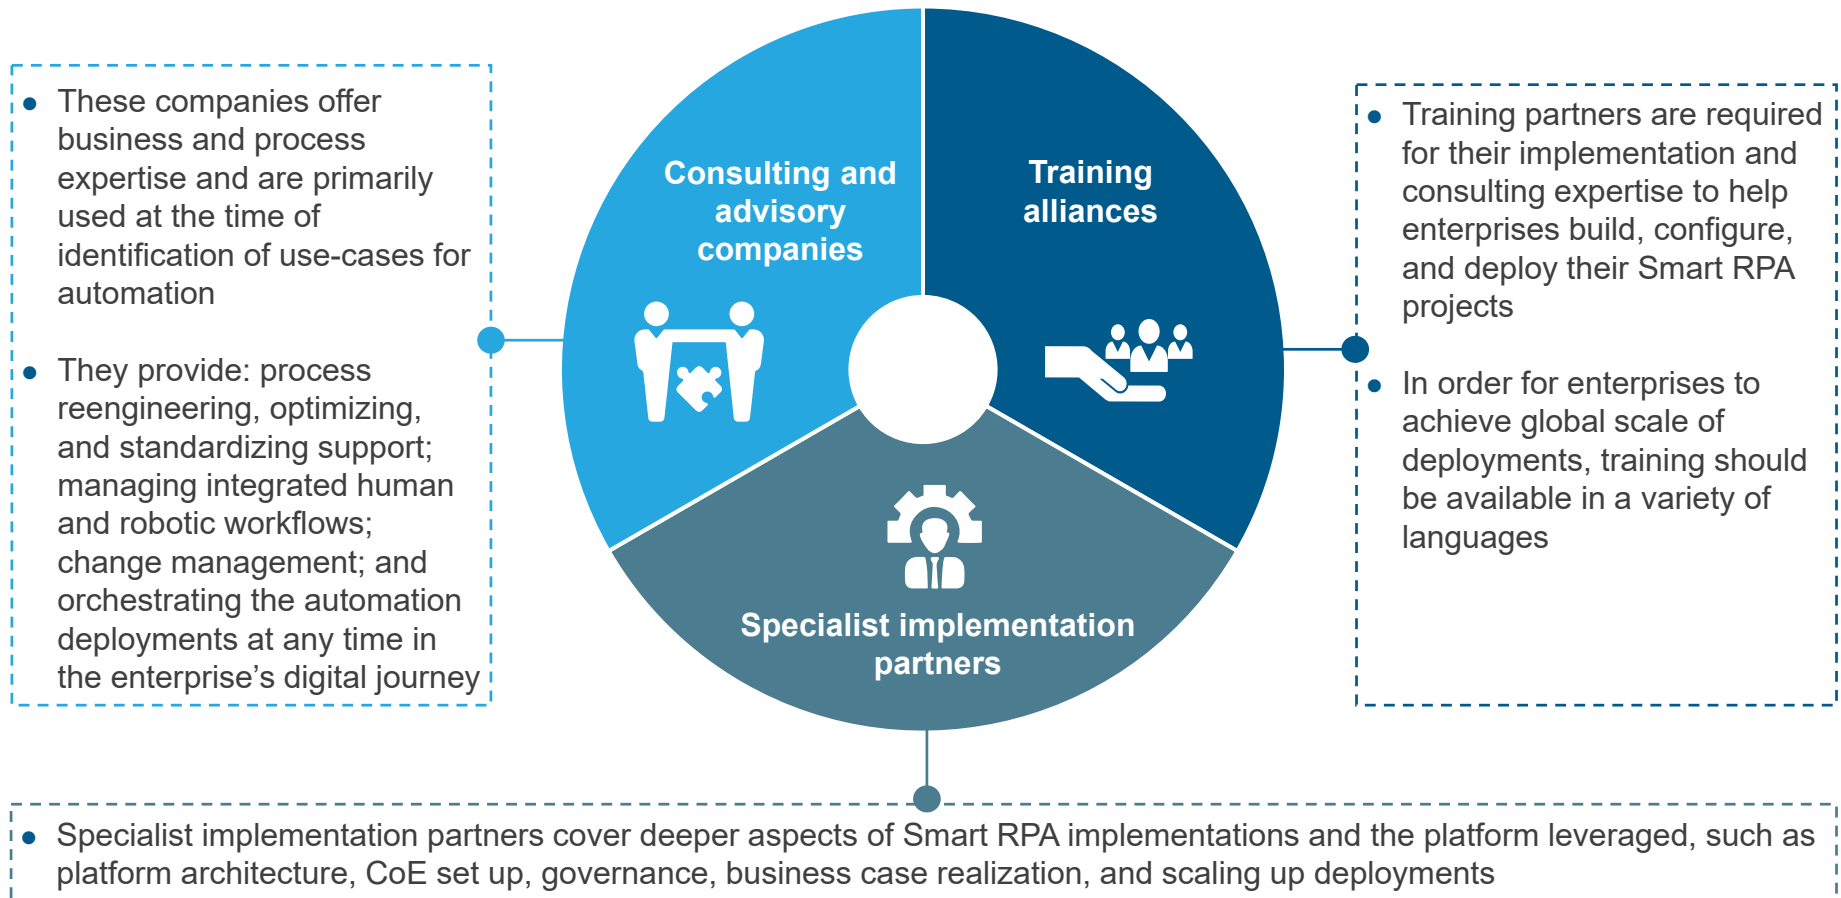 These companies offer
business and process
expertise and are primarily
used at the time of
identification of use-cases for
automation
They provide: process
reengineering, optimizing,
and standardizing support;
managing integrated human
and robotic workflows;
change management; and
orchestrating the automation
deployments at any time in
the enterprise’s digital journey
Consulting and
advisory
companies
Training
alliances
Specialist implementation
partners
Training partners are required
for their implementation and
consulting expertise to help
enterprises build, configure,
and deploy their Smart RPA
projects
In order for enterprises to
achieve global scale of
deployments, training should
be available in a variety of
languages
Specialist implementation partners cover deeper aspects of Smart RPA implementations and the platform leveraged, such as
platform architecture, CoE set up, governance, business case realization, and scaling up deployments